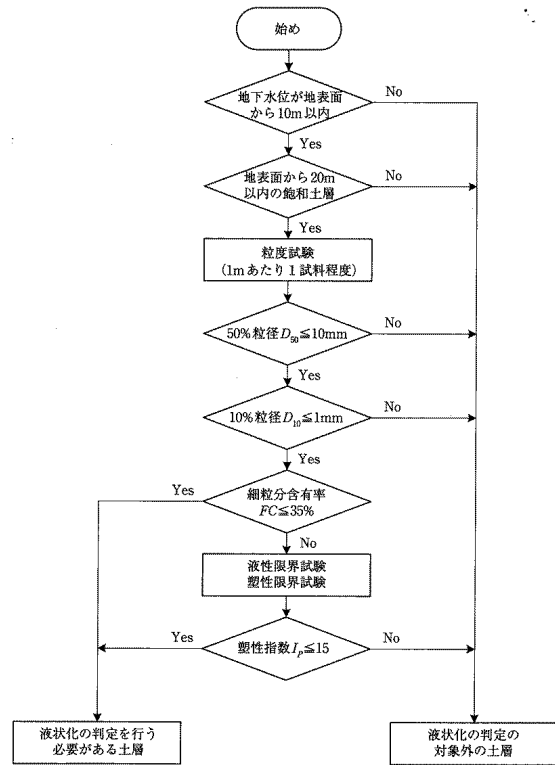 始め
地下水位が地表面
から10m以内
No
Yes
地表面から20m
以内の飽和土層
No
Yes
粒度試験
(1mあたり1試料程度)
50%粒径D50≦10mm
No
Yes
10%粒径D10≦1mm
No
Yes
細粒分含有率
FC≦35%
Yes
No
液性限界試験
塑性限界試験
塑性指数IP≦15
Yes
No
液状化の判定を行う
必要がある土層
液状化の判定の
対象外の土層